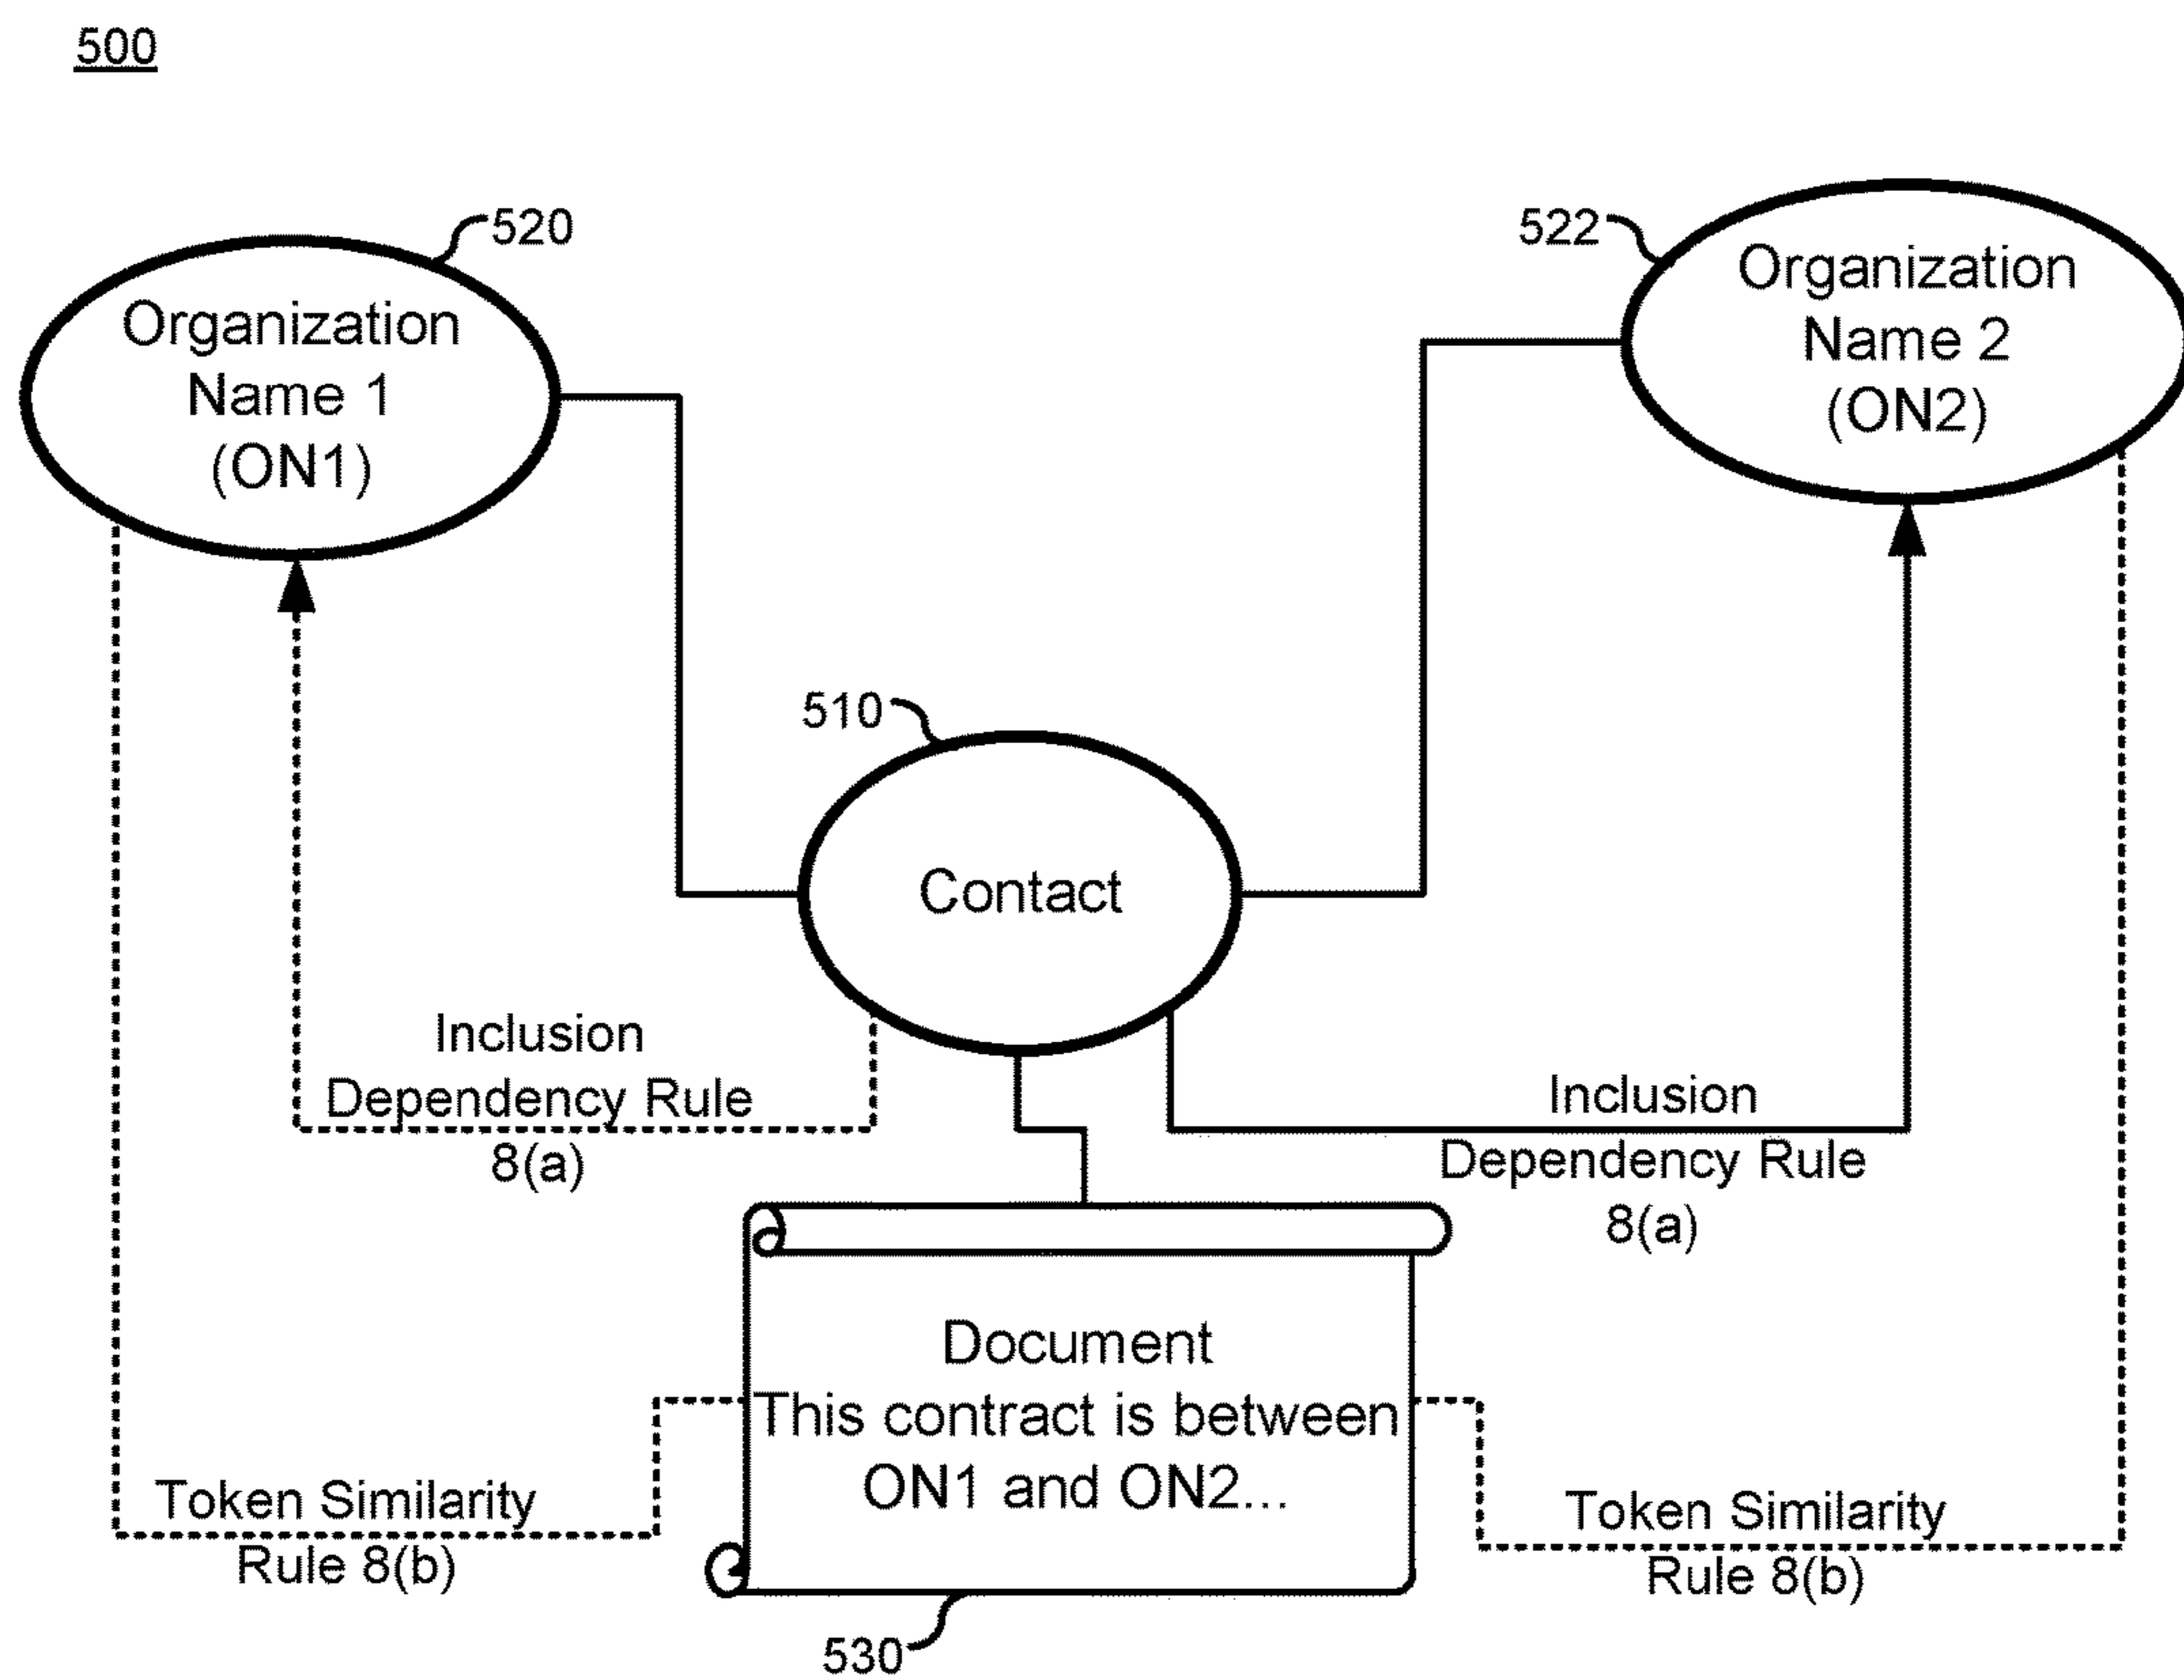 500
520
Organization
Name 1
(ON1)
522
Organization
Name 2
(ON2)
510
Contact
Inclusion
Dependency Rule
8(a)
Inclusion
Dependency Rule
8(a)
Document
This contract is between
ON1 and ON2...
Token Similarity
Rule 8(b)
Token Similarity
Rule 8(b)
530